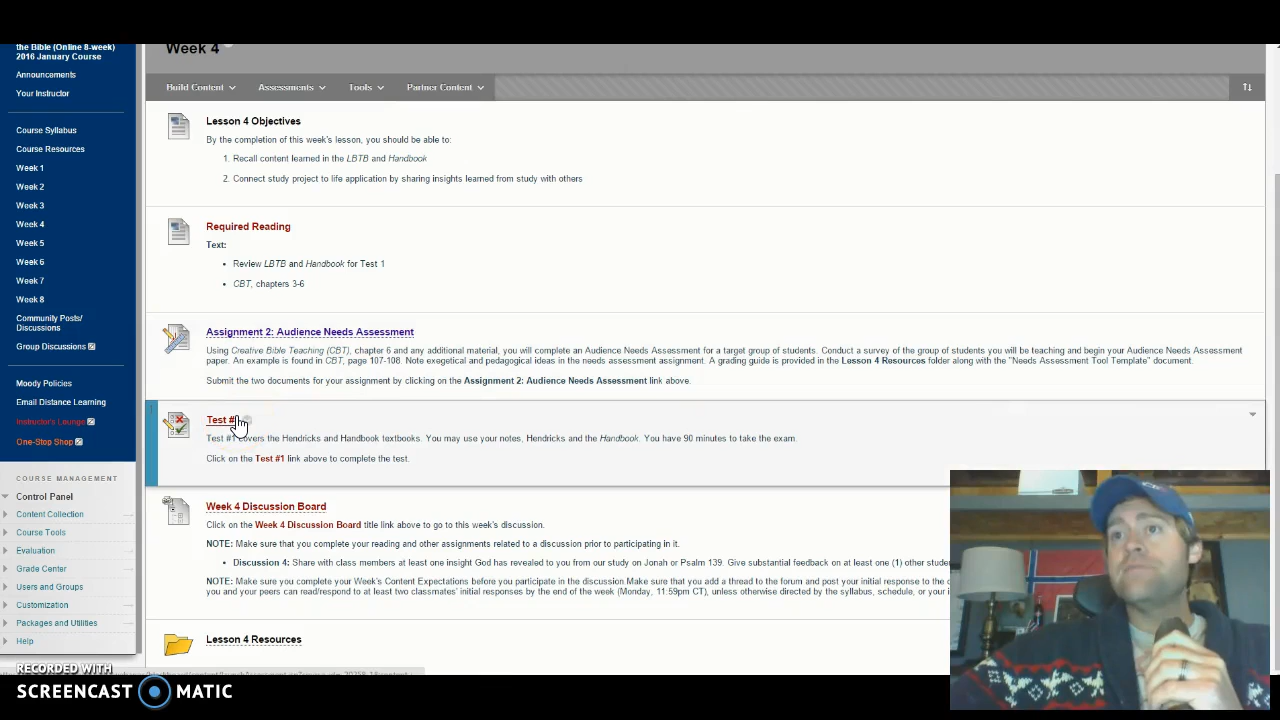 the Bible (Online 8-week)
2016 January Course
Announcements
Your Instructor
Course Syllabus
Course Resources
Week 1
Week 2
Week 3
Week 4
Week 5
Week 6
Week 7
Week 8
Community Posts/
Discussions
Group Discussions
Moody Policies
Email Distance Learning
Instructor's Lounge
One-Stop Shop
COURSE MANAGEMENT
Control Panel
Content Collection
Course Tools
Evaluation
Grade Center
Users and Groups
Customization
Packages and Utilities
Help
RECORDED WITH
SCREENCAST MATIC
Week 4
Build Content Assessments Tools Partner Content
Lesson 4 Objectives
By the completion of this week's lesson, you should be able to:
1. Recall content learned in the LBTB and Handbook
2. Connect study project to life application by sharing insights learned from study with others
Required Reading
Text:
• Review LBTB and Handbook for Test 1
• CBT, chapters 3-6
Assignment 2: Audience Needs Assessment
Using Creative Bible Teaching (CBT), chapter 6 and any additional material, you will complete an Audience Needs Assessment for a target group of students. Conduct a survey of the group of students you will be teaching and begin your Audience Needs Assessment
paper. An example is found in CBT, page 107-108. Note exegetical and pedagogical ideas in the needs assessment assignment. A grading guide is provided in the Lesson 4 Resources folder along with the "Needs Assessment Tool Template" document.
Submit the two documents for your assignment by clicking on the Assignment 2: Audience Needs Assessment link above.
Test #
Test #1 covers the Hendricks and Handbook textbooks. You may use your notes, Hendricks and the Handbook. You have 90 minutes to take the exam.
Click on the Test #1 link above to complete the test.
Week 4 Discussion Board
Click on the Week 4 Discussion Board title link above to go to this week's discussion.
NOTE: Make sure that you complete your reading and other assignments related to a discussion prior to participating in it.
• Discussion 4: Share with class members at least one insight God has revealed to you from our study on Jonah or Psalm 139. Give substantial feedback on at least one (1) other studen
NOTE: Make sure you complete your Week's Content Expectations before you participate in the discussion.Make sure that you add a thread to the forum and post your initial response to the
you and your peers can read/respond to at least two classmates' initial responses by the end of the week (Monday, 11:59pm CT), unless otherwise directed by the syllabus, schedule, or your
Lesson 4 Resources